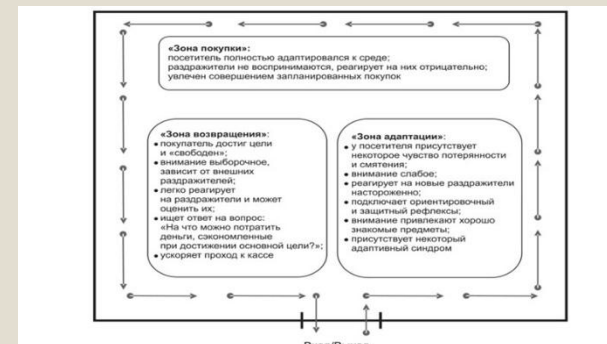 «Зона покупки»:
посетитель полностью адаптировался к среде;
раздражители не воспринимаются, реагирует на них отрицательно;
увлечен совершением запланированных покупок
«Зона возвращения»:
• покупатель достиг цели
и «свободен»;
• внимание выборочное,
зависит от внешних
раздражителей;
• легко реагирует
на раздражители и может
оценить их;
• ищет ответ на вопрос:
«На что можно потратить
деньги, сэкономленные
при достижении основной цели?»;
• ускоряет проход к кассе
«Зона адаптации»:
• у посетителя присутствует
некоторое чувство потерянности
и смятения;
• внимание слабое;
• реагирует на новые раздражители
настороженно;
• подключает ориентировочный
и защитный рефлексы;
• внимание привлекают хорошо
знакомые предметы;
• присутствует некоторый
адаптивный синдром